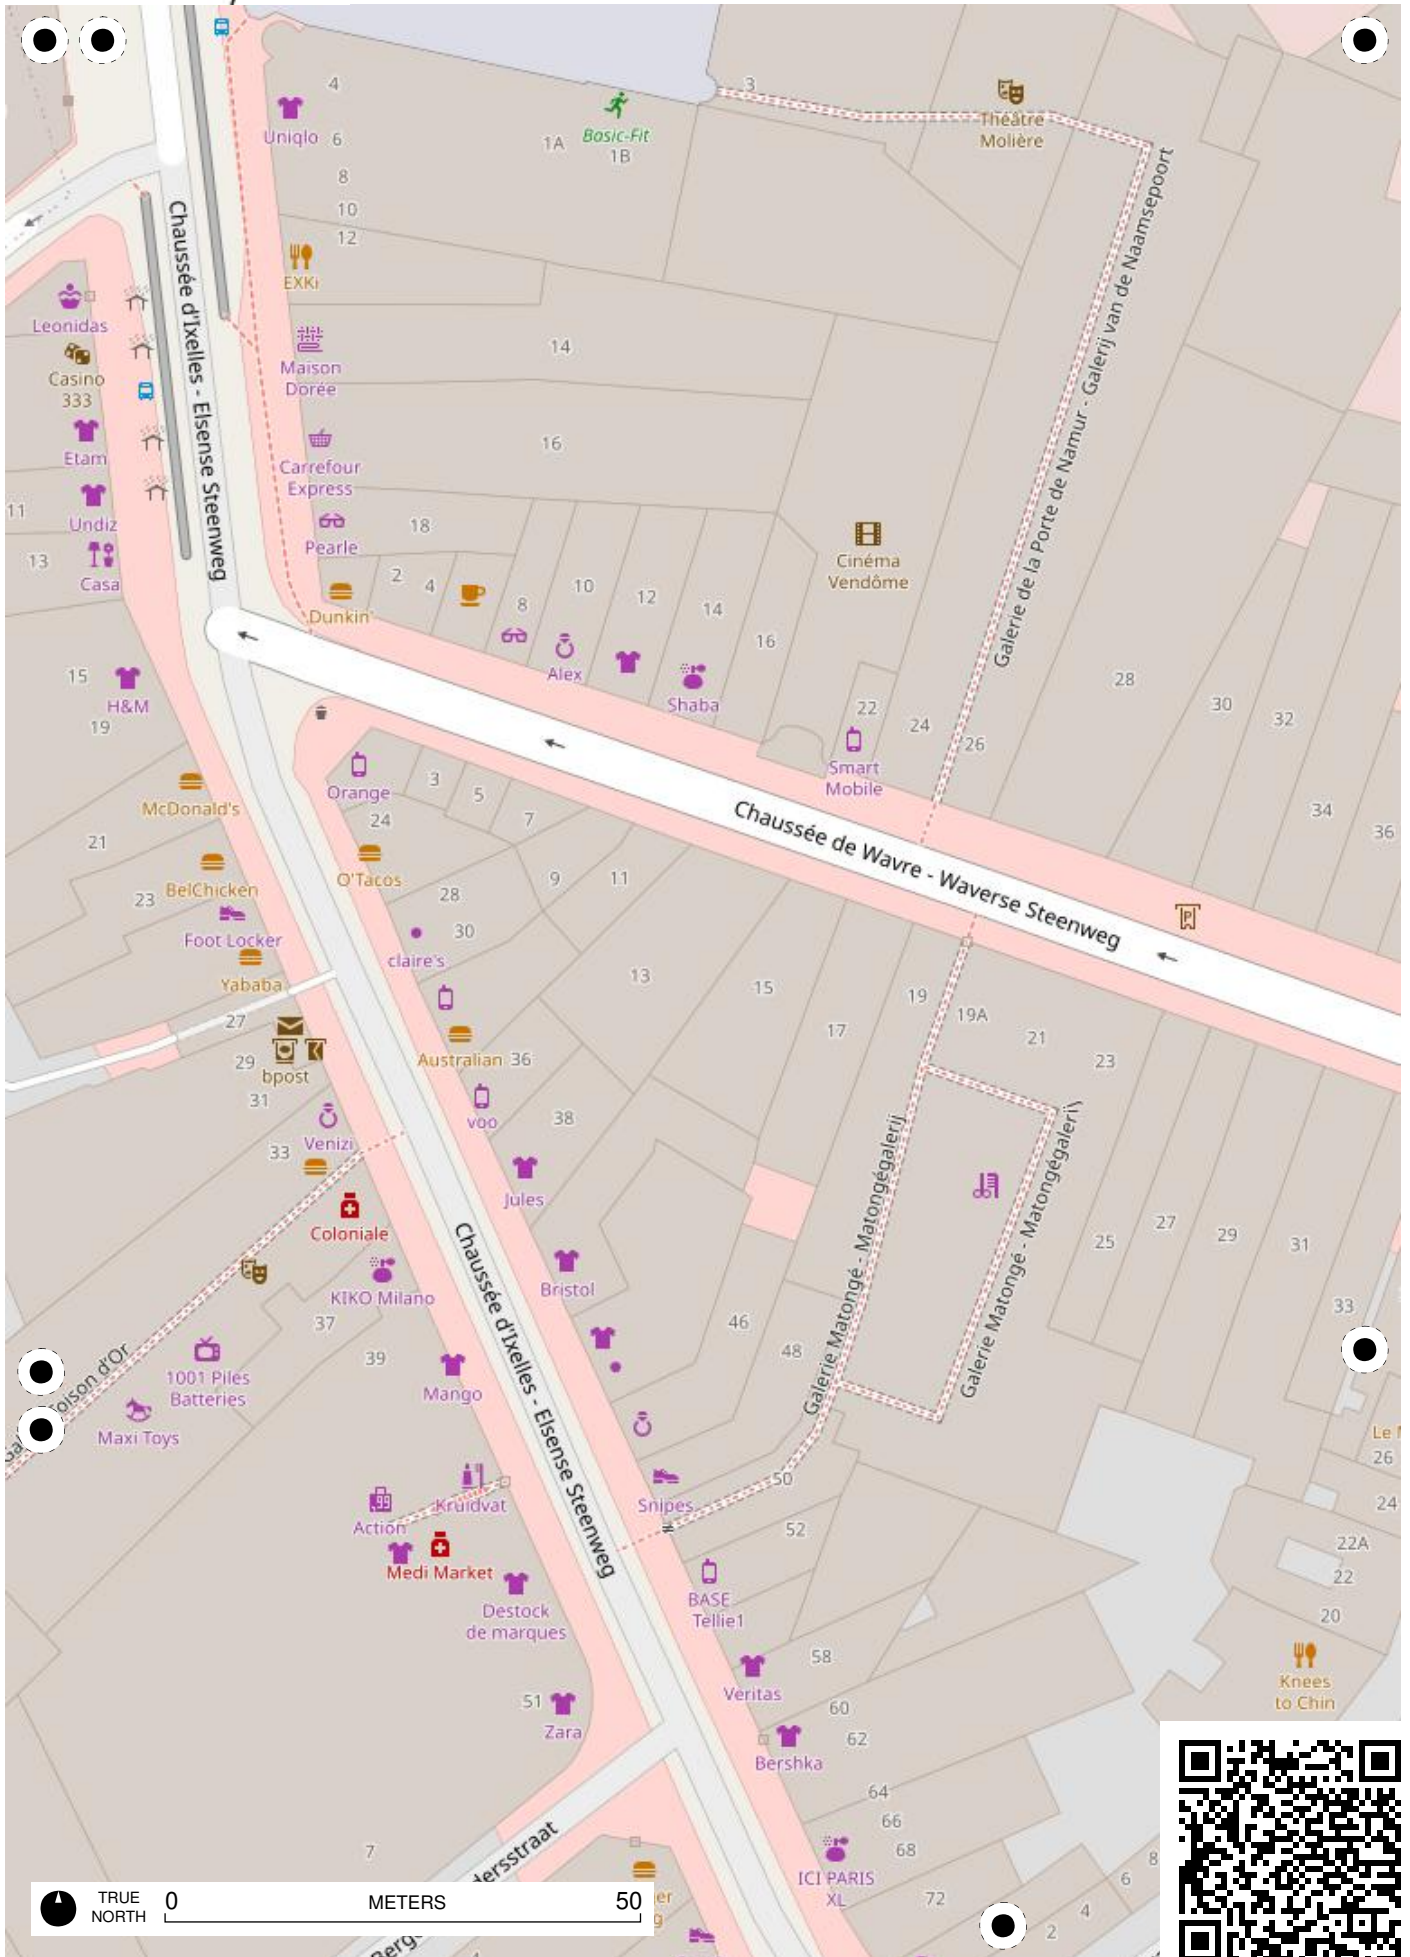 4
Uniqlo
6
1A
Basic-Fit
1B
3
Théâtre
Molière
8
10
12
EXKi
Chaussée d'Ixelles - Elsense Steenweg
Galerie de la Porte de Namur - Galerij van de Naamsepoort
Leonidas
Casino
333
Etam
11
Undiz
13
Casa
Maison
Dorée
14
16
Carrefour
Express
18
Pearle
Dunkin'
2
4
8
10
12
14
16
Alex
Shaba
Cinéma
Vendôme
22
24
26
28
30
32
34
36
Smart
Mobile
15
H&M
19
McDonald's
21
BelChicken
23
Foot Locker
Yababa
27
29
bpost
31
Venizi
33
Coloniale
KIKO Milano
37
39
1001 Piles
Batteries
Maxi Toys
Mango
Orange
3
5
7
24
O'Tacos
9
11
28
30
claire's
Chaussée de Wavre - Waverse Steenweg
P
13
15
17
19
19A
21
23
Australian
36
voo
38
Jules
Bristol
46
48
Galerie Matongé - Matongégalerij
Galerie Matongé - Matongégalerij
25
27
29
31
33
Chaussée d'Ixelles - Elsense Steenweg
Kruidvat
99
Action
Medi Market
Destock
de marques
51
Zara
Snipes
50
52
BASE
Tellie1
58
Veritas
60
62
Bershka
64
66
68
ICI PARIS
XL
72
26
24
22A
22
20
Knees
to Chin
8
6
4
2
7
TRUE
NORTH
0
METERS
50